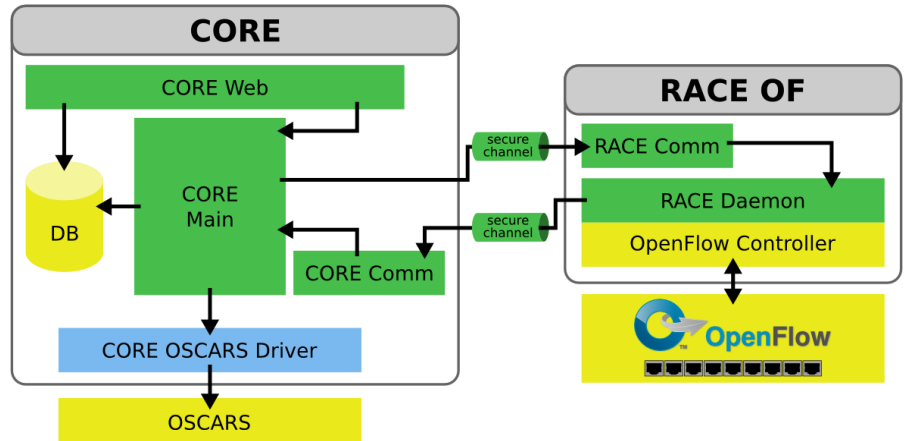 CORE
CORE Web
CORE
Main
DB
CORE Comm
CORE OSCARS Driver
OSCARS
secure
channel
secure
channel
RACE OF
RACE Comm
RACE Daemon
OpenFlow Controller
OpenFlow
TM